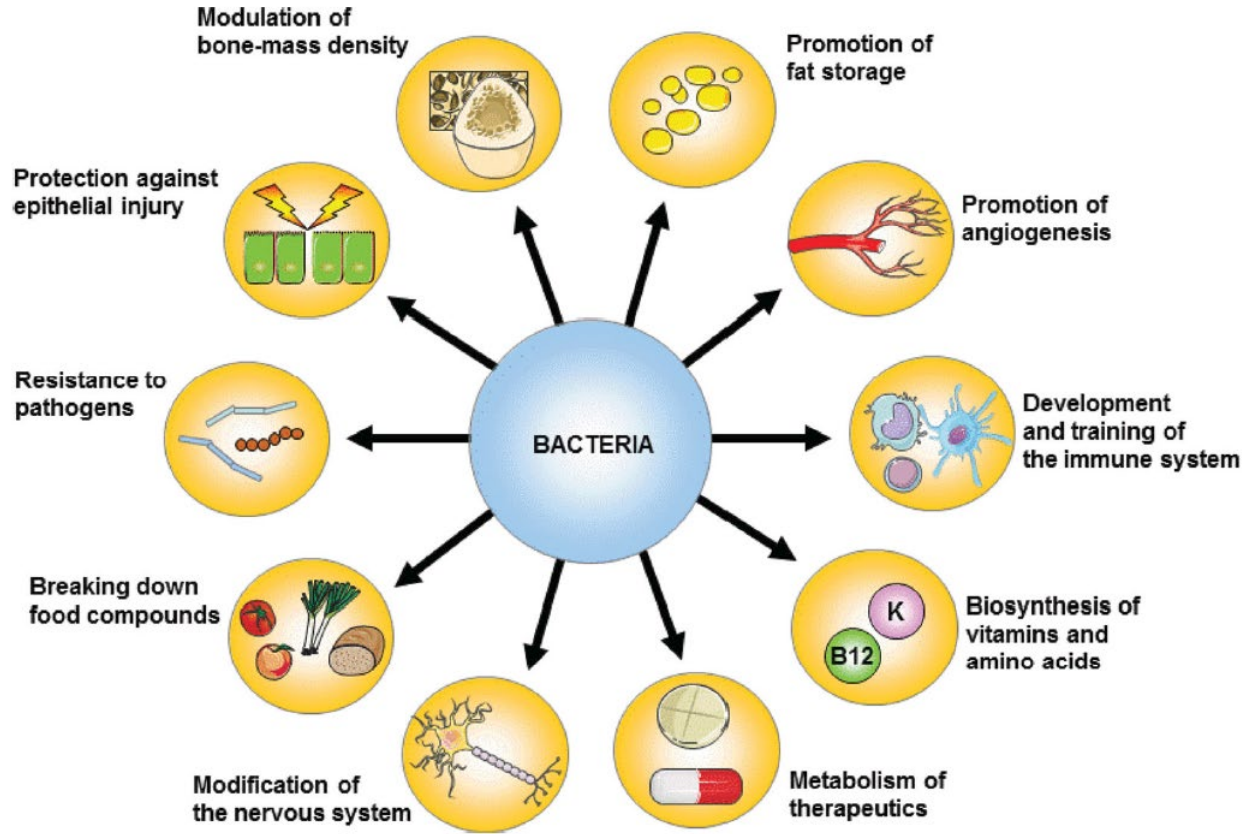 Modulation of
bone-mass density
Promotion of
fat storage
Protection against
epithelial injury
Promotion of
angiogenesis
Resistance to
pathogens
BACTERIA
Development
and training of
the immune system
Breaking down
food compounds
K
B12
Biosynthesis of
vitamins and
amino acids
Modification of
the nervous system
Metabolism of
therapeutics